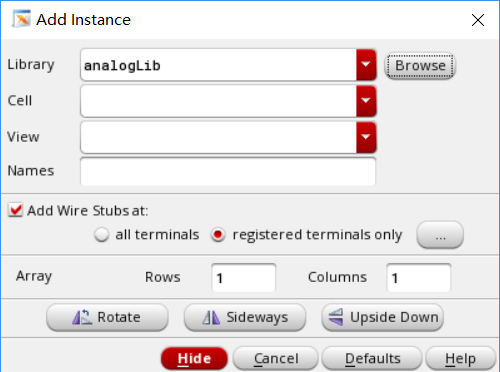 Add Instance
Library analogLib Browse
Cell
View
Names
Add Wire Stubs at:
all terminals registered terminals only ...
Array Rows 1 Columns 1
Rotate Sideways Upside Down
Hide Cancel Defaults Help